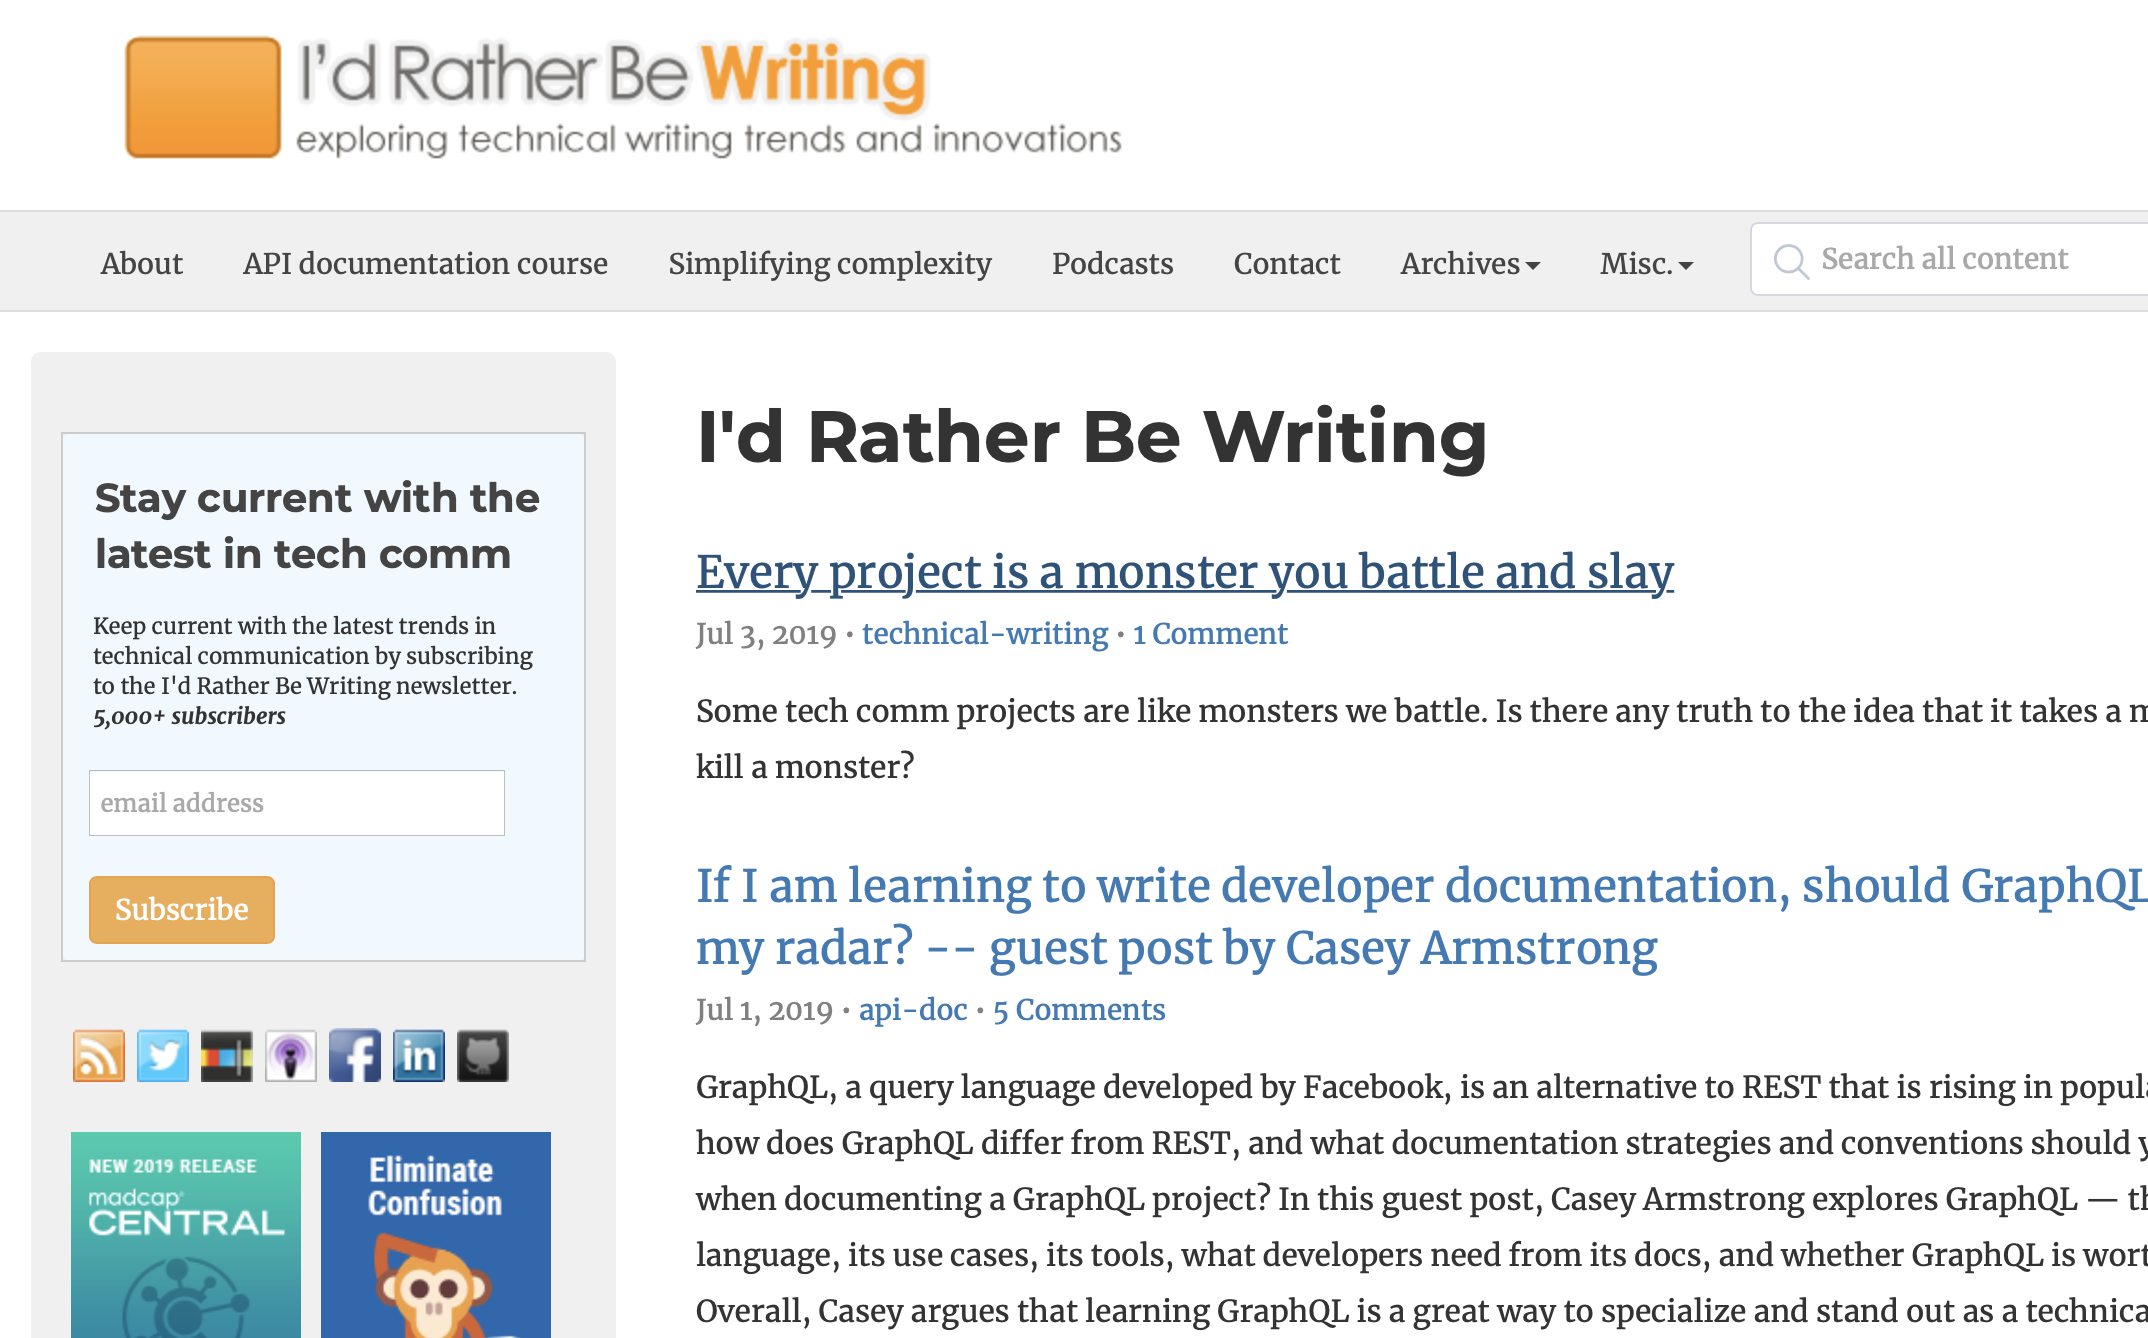 I'd Rather Be Writing
exploring technical writing trends and innovations
About
API documentation course
Simplifying complexity
Podcasts
Contact
Archives
Misc.
Search all content
Stay current with the
latest in tech comm
Keep current with the latest trends in
technical communication by subscribing
to the I'd Rather Be Writing newsletter.
5,000+ subscribers
email address
Subscribe
in
NEW 2019 RELEASE
madcap
CENTRAL
Eliminate
Confusion
I'd Rather Be Writing
Every project is a monster you battle and slay
Jul 3, 2019 • technical-writing • 1 Comment
Some tech comm projects are like monsters we battle. Is there any truth to the idea that it takes a
kill a monster?
If I am learning to write developer documentation, should GraphQL
my radar? -- guest post by Casey Armstrong
Jul 1, 2019 • api-doc • 5 Comments
GraphQL, a query language developed by Facebook, is an alternative to REST that is rising in
how does GraphQL differ from REST, and what documentation strategies and conventions should
when documenting a GraphQL project? In this guest post, Casey Armstrong explores GraphQL —
language, its use cases, its tools, what developers need from its docs, and whether GraphQL is
Overall, Casey argues that learning GraphQL is a great way to specialize and stand out as a